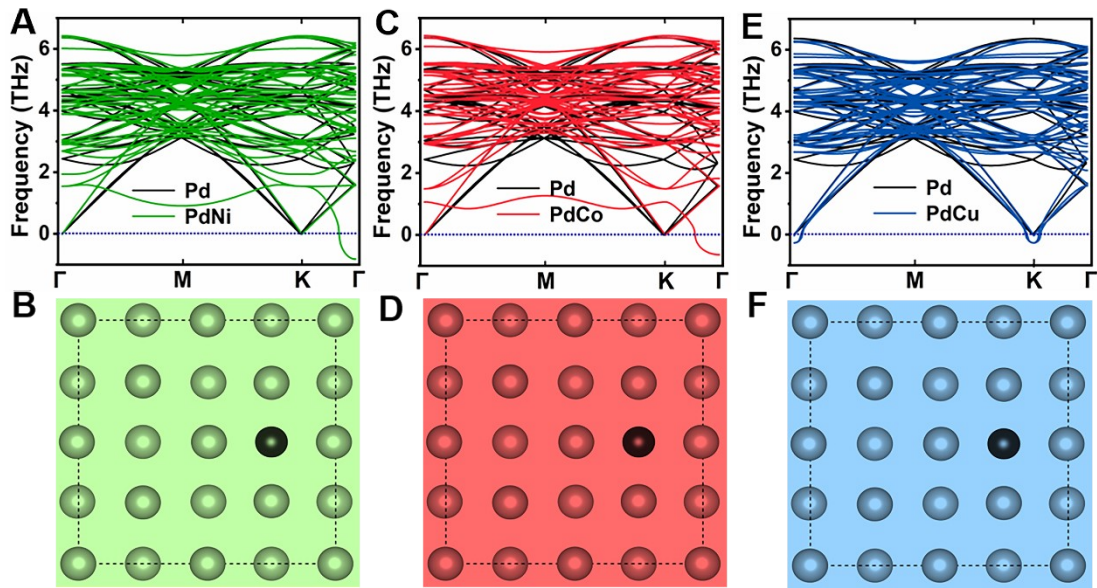 A
Frequency (THz)
6
4
2
0
Pd
PdNi
Γ M K Γ
C
Frequency (THz)
6
4
2
0
Pd
PdCo
Γ M K Γ
E
Frequency (THz)
6
4
2
0
Pd
PdCu
Γ M K Γ
B
D
F